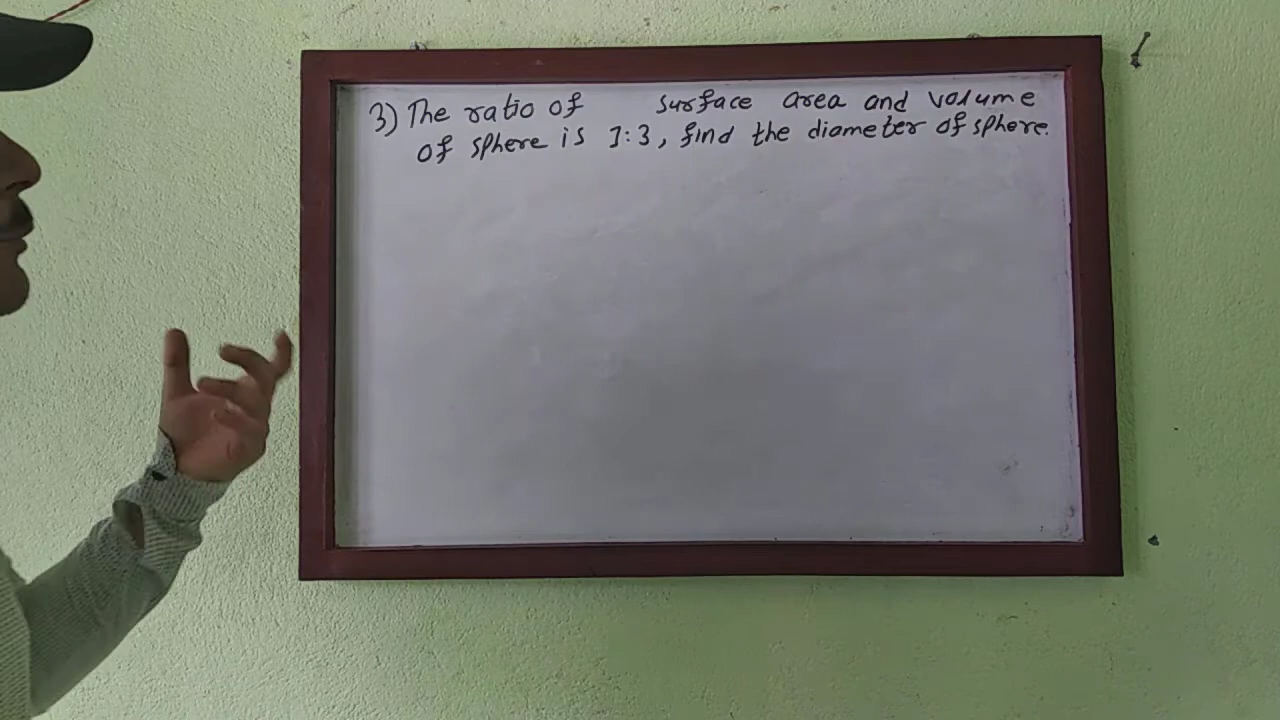 3) The ratio of surface area and volume
of sphere is 1:3, find the diameter of sphere.